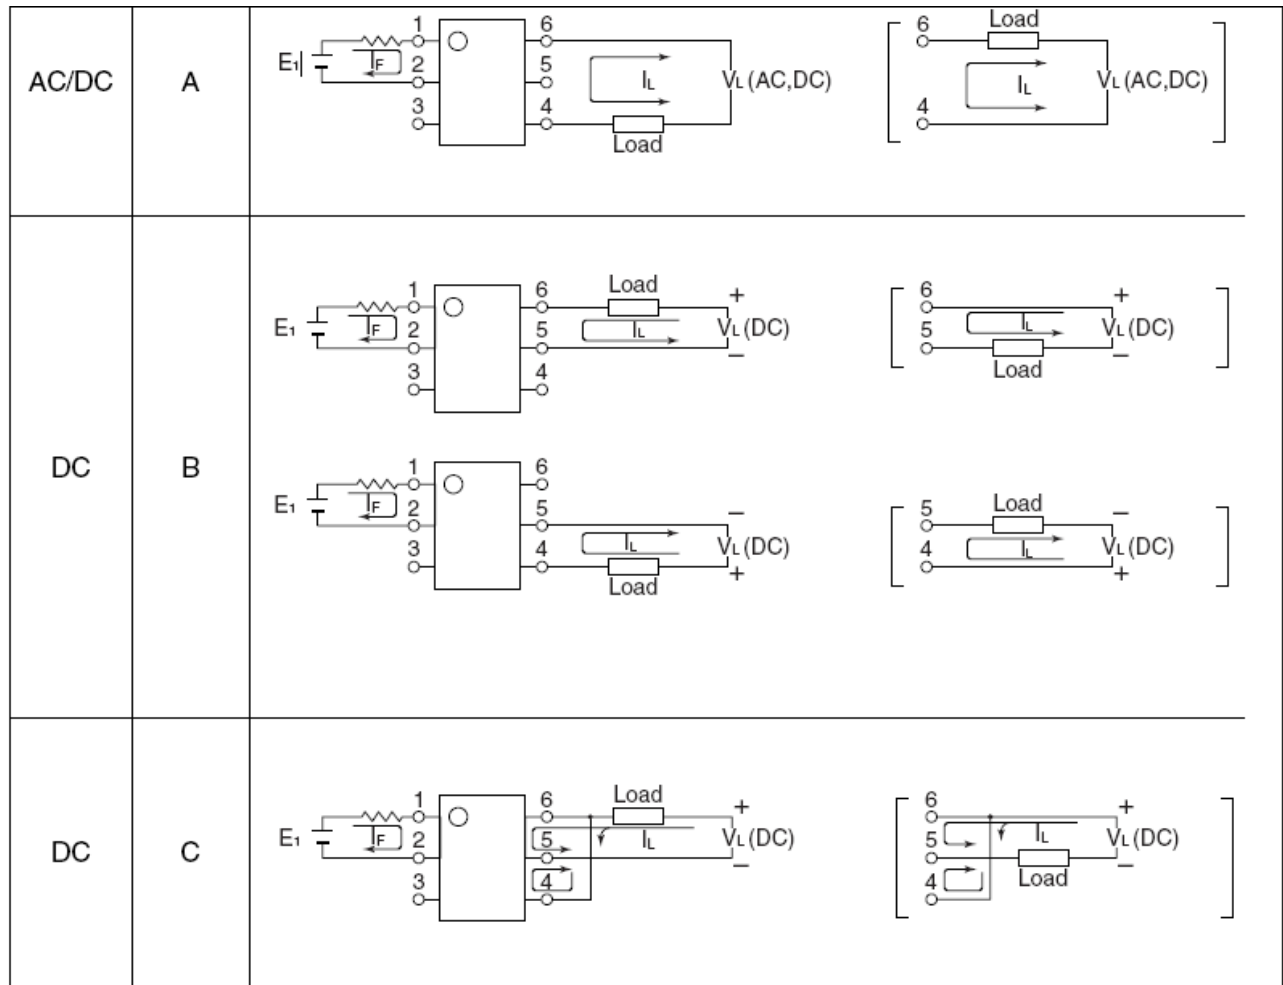 AC/DC
A
1 6 Load 6
E1 IF 2 5 IL VL (AC,DC) IL VL (AC,DC)
3 4 4
Load
DC
B
1 6 Load + 6 +
E1 IF 2 5 IL VL (DC) 5 IL VL (DC)
– –
3 4 Load
1 6
E1 IF 2 5 – 5 Load –
3 4 IL VL (DC) 4 IL VL (DC)
Load + +
DC
C
1 6 Load + 6 +
E1 IF 2 5 IL VL (DC) 5 IL VL (DC)
– –
3 4 4 Load